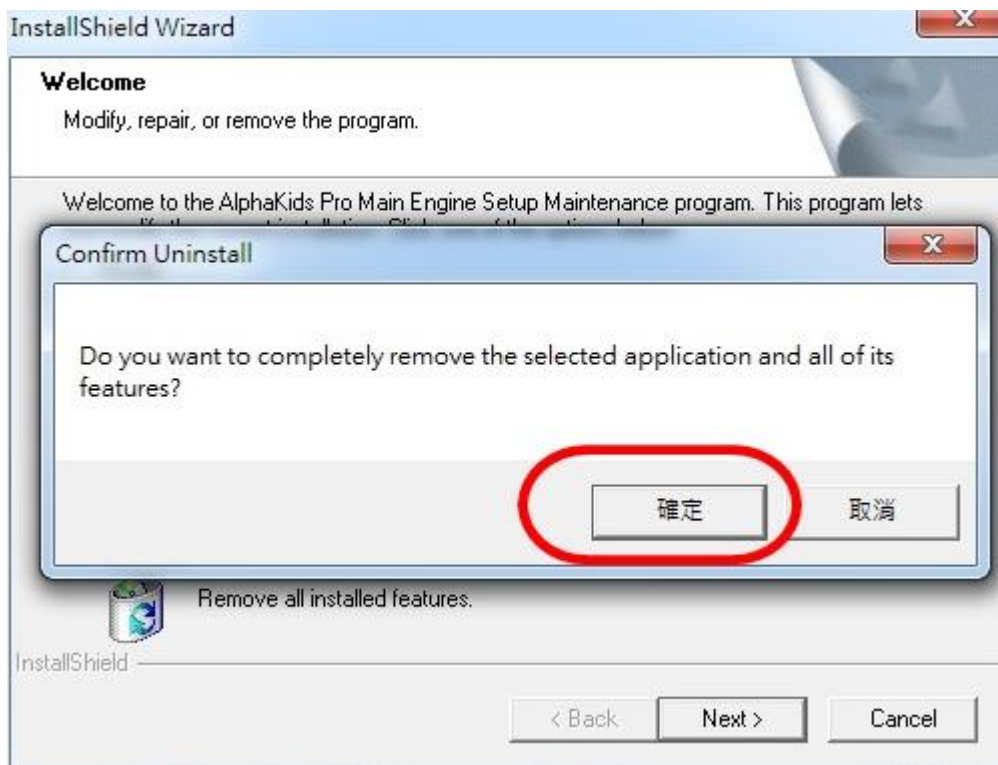 InstallShield Wizard
Welcome
Modify, repair, or remove the program.
Welcome to the AlphaKids Pro Main Engine Setup Maintenance program. This program lets
Confirm Uninstall
Do you want to completely remove the selected application and all of its
features?
確定 取消
Remove all installed features.
InstallShield
< Back Next > Cancel